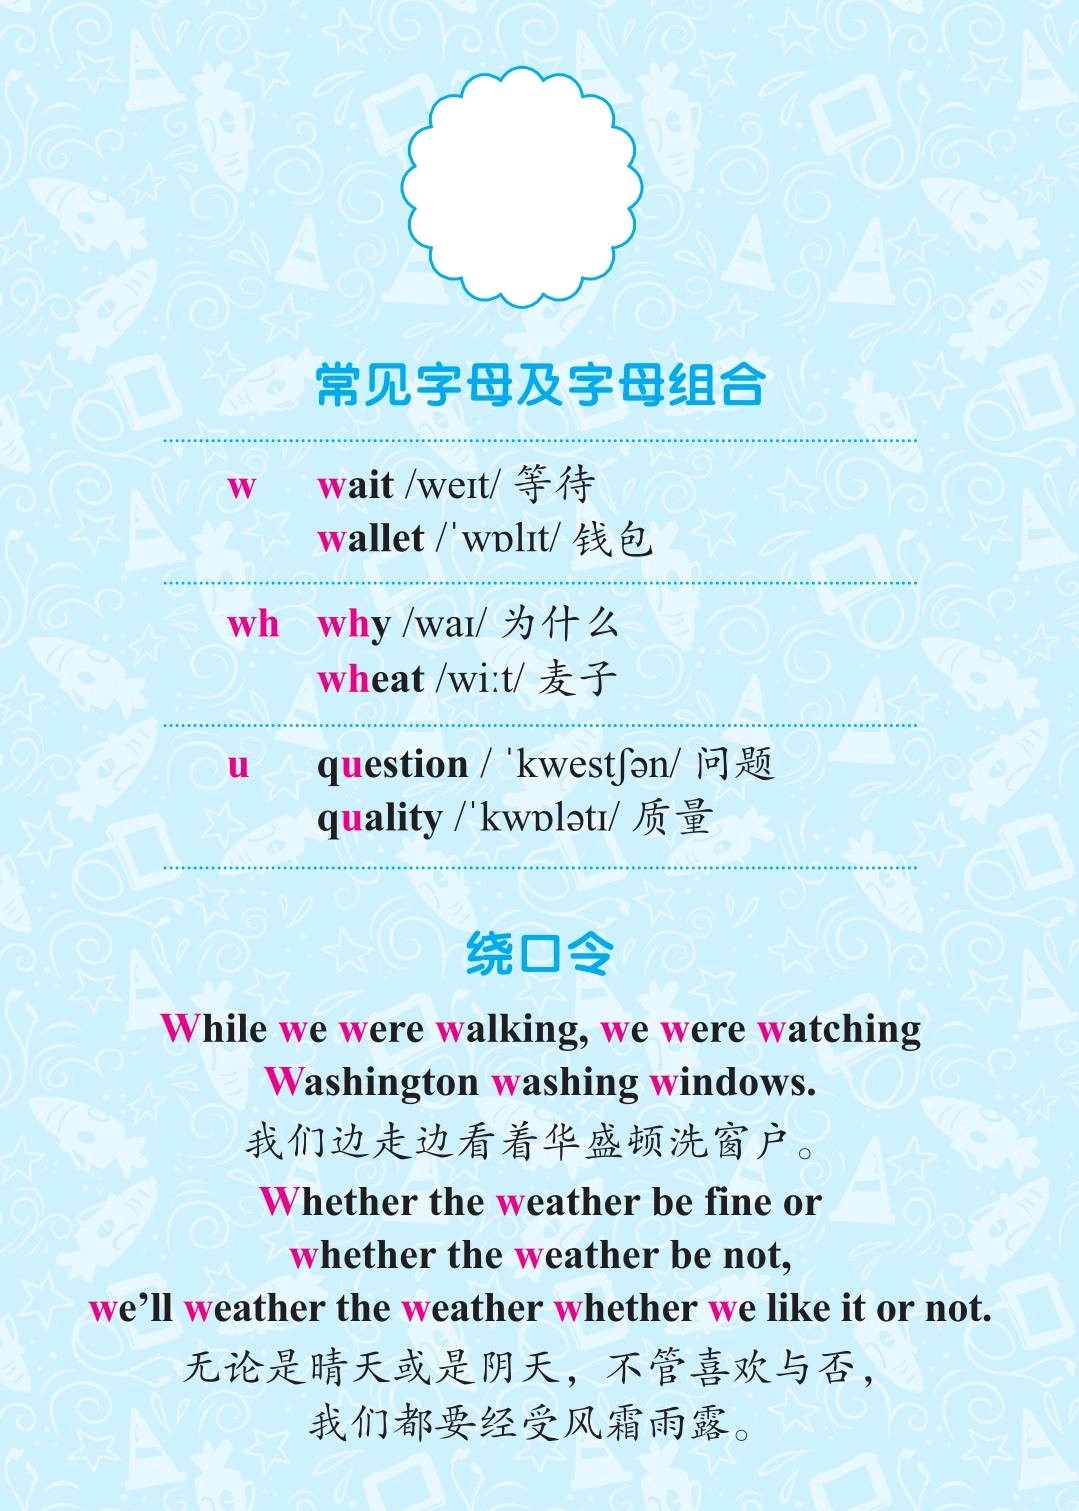 常见字母及字母组合
w wait /weɪt/ 等待
wallet /ˈwɒlɪt/ 钱包
wh why /waɪ/ 为什么
wheat /wiːt/ 麦子
u question / ˈkwestʃən/ 问题
quality /ˈkwɒlətɪ/ 质量
绕口令
While we were walking, we were watching
Washington washing windows.
我们边走边看着华盛顿洗窗户。
Whether the weather be fine or
whether the weather be not,
we’ll weather the weather whether we like it or not.
无论是晴天或是阴天，不管喜欢与否，
我们都要经受风霜雨露。